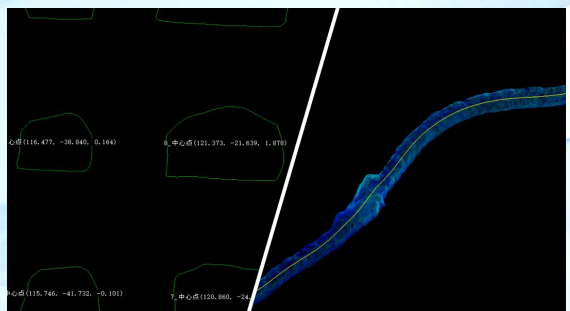 心点(116.477, -38.840, 0.164)
8_中心点(121.373, -21.639, 1.878)
中心点(115.746, -41.732, -0.101)
7_中心点(120.860, -24.